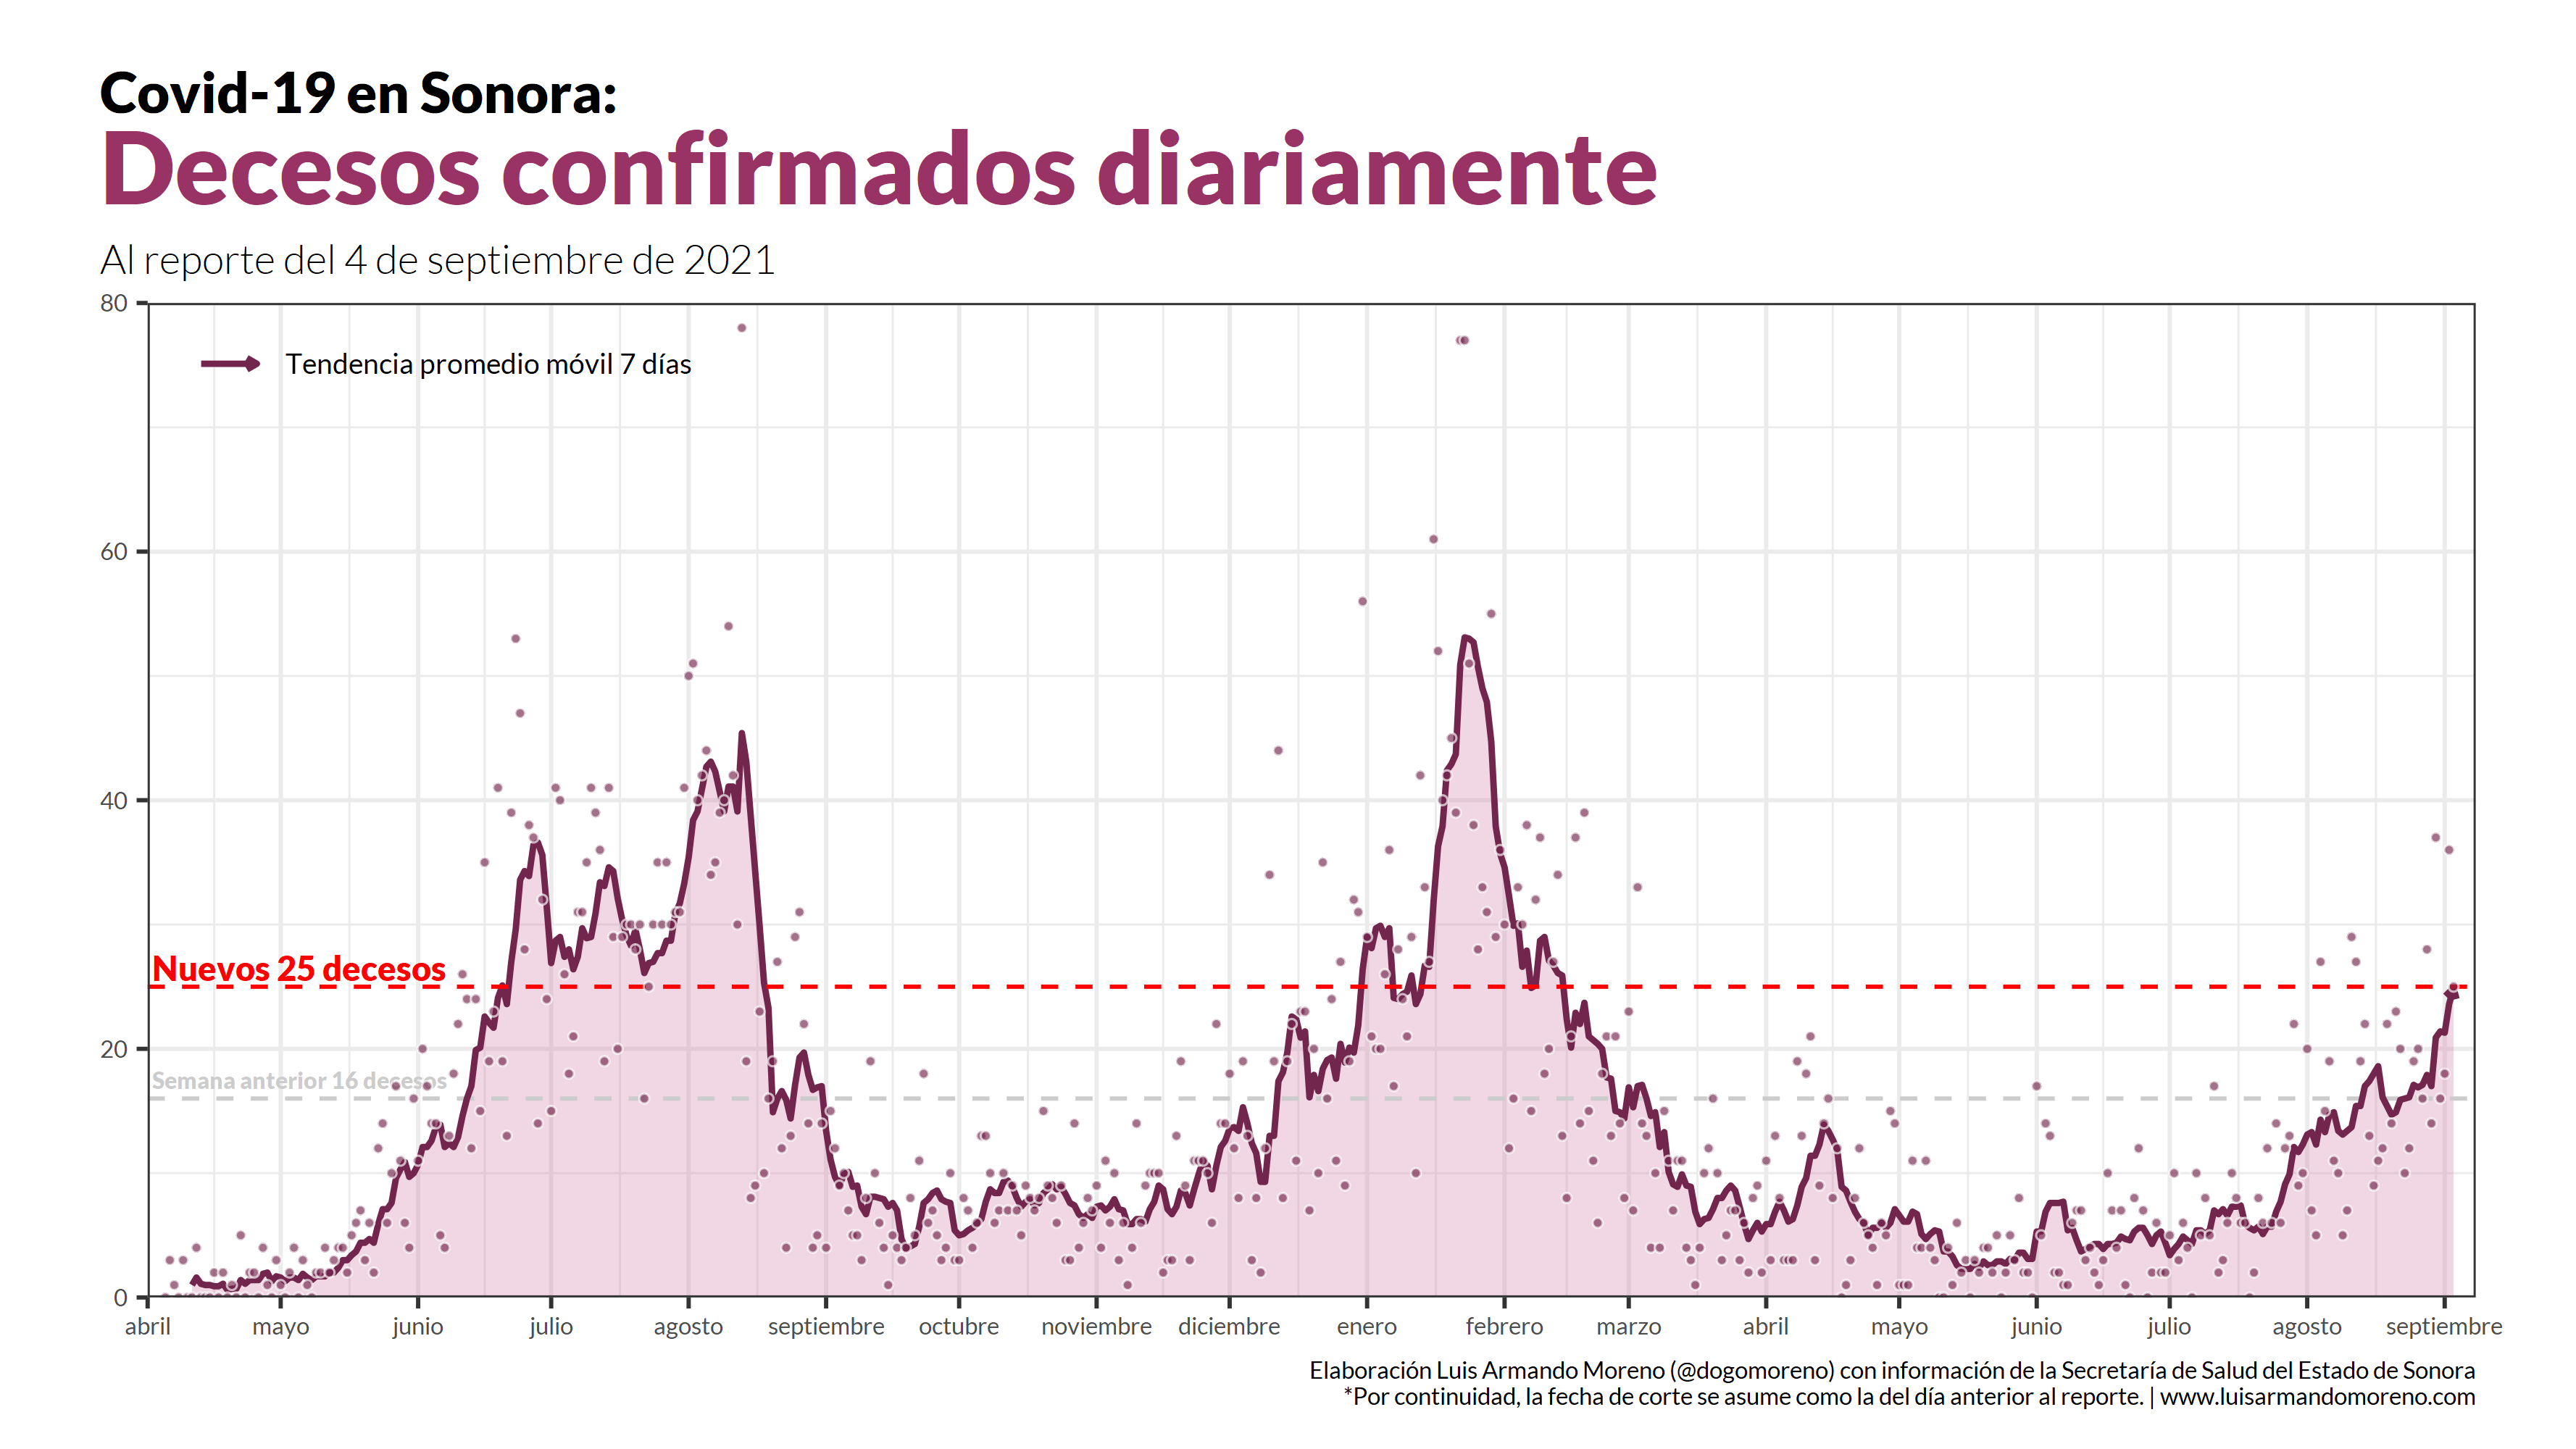 Covid-19 en Sonora:
Decesos confirmados diariamente
Al reporte del 4 de septiembre de 2021
80
Tendencia promedio móvil 7 días
60
40
Nuevos 25 decesos
20
Semana anterior 16 decesos
0
abril mayo junio julio agosto septiembre octubre noviembre diciembre enero febrero marzo abril mayo junio julio agosto septiembre
Elaboración Luis Armando Moreno (@dogomoreno) con información de la Secretaría de Salud del Estado de Sonora
*Por continuidad, la fecha de corte se asume como la del día anterior al reporte. | www.luisarmandomoreno.com